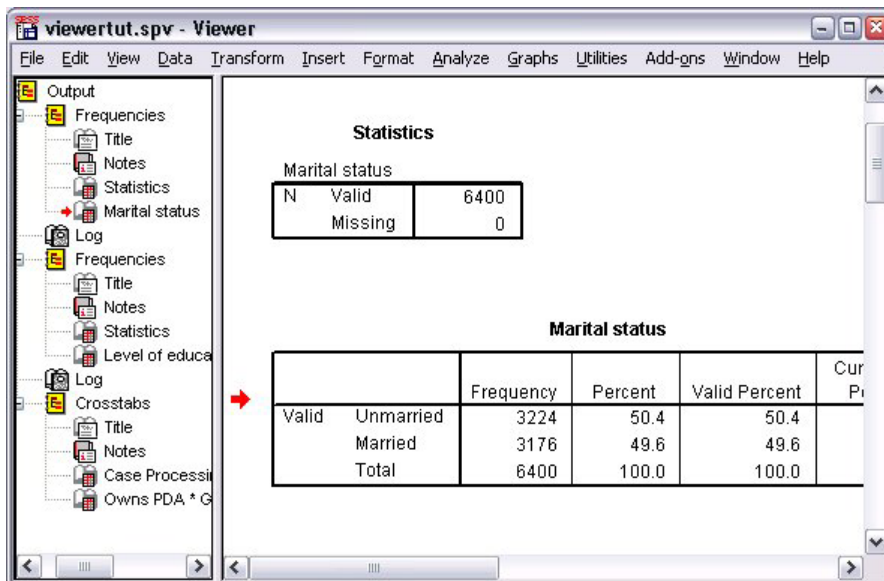 viewertut.spv - Viewer
File Edit View Data Transform Insert Format Analyze Graphs Utilities Add-ons Window Help
Output
Frequencies
Title
Notes
Statistics
Marital status
Log
Frequencies
Title
Notes
Statistics
Level of educa
Log
Crosstabs
Title
Notes
Case Processi
Owns PDA * G
Statistics
Marital status
N Valid 6400
Missing 0
Marital status
Frequency Percent Valid Percent Cur
P
Valid Unmarried 3224 50.4 50.4
Married 3176 49.6 49.6
Total 6400 100.0 100.0